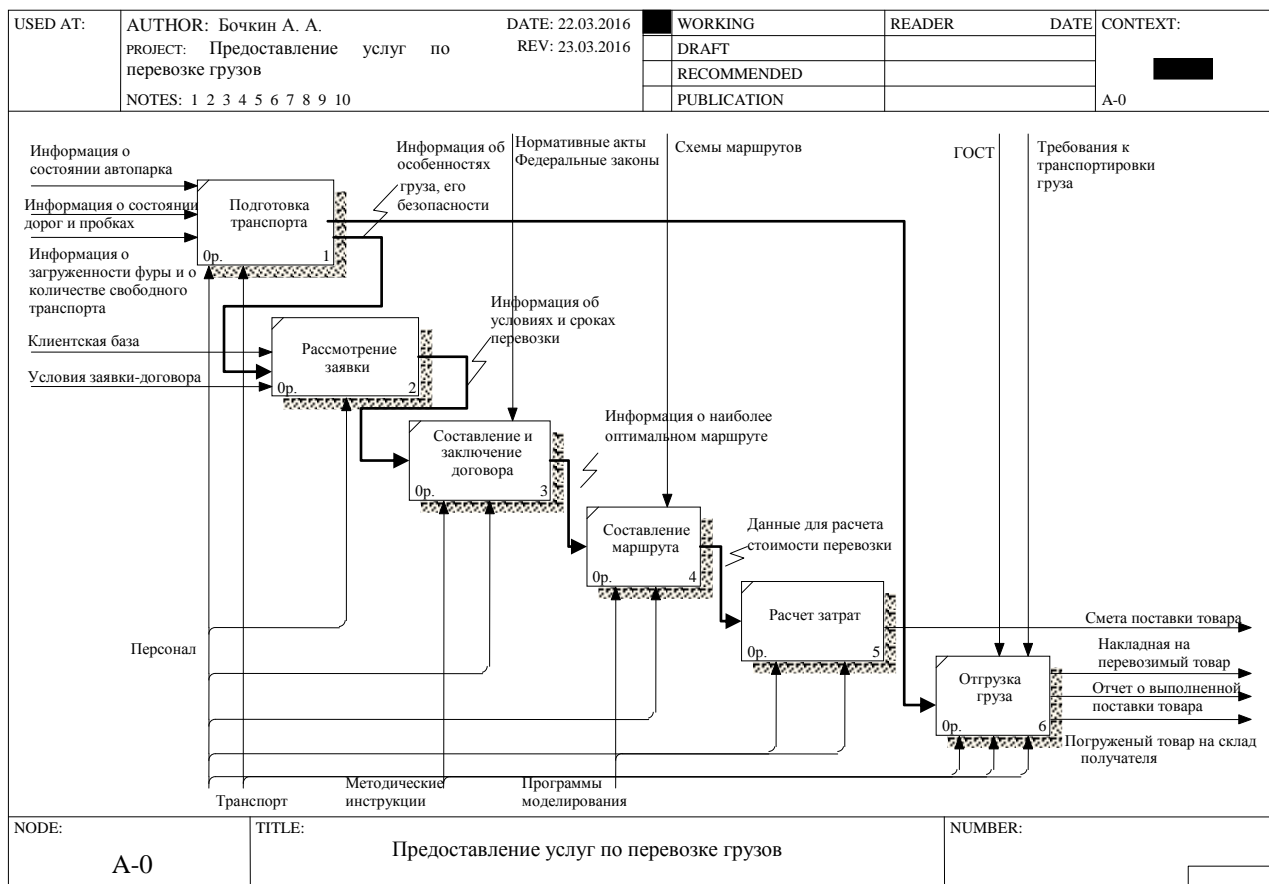 USED AT:
AUTHOR: Бочкин А. А.
DATE: 22.03.2016
PROJECT: Предоставление услуг по
перевозке грузов
REV: 23.03.2016
NOTES: 1 2 3 4 5 6 7 8 9 10
WORKING
DRAFT
RECOMMENDED
PUBLICATION
READER DATE
CONTEXT:
A-0
Информация о
состоянии автопарка
Информация о состоянии
дорог и пробках
Информация о
загруженности фуры и о
количестве свободного
транспорта
Подготовка
транспорта
0р. 1
Информация об
особенностях
груза, его
безопасности
Нормативные акты
Федеральные законы
Схемы маршрутов
ГОСТ
Требования к
транспортировки
груза
Клиентская база
Условия заявки-договора
Рассмотрение
заявки
0р. 2
Информация об
условиях и сроках
перевозки
Составление и
заключение
договора
0р. 3
Информация о наиболее
оптимальном маршруте
Составление
маршрута
0р. 4
Данные для расчета
стоимости перевозки
Расчет затрат
0р. 5
Отгрузка
груза
0р. 6
Смета поставки товара
Накладная на
перевозимый товар
Отчет о выполненной
поставки товара
Погруженый товар на склад
получателя
Персонал
Транспорт
Методические
инструкции
Программы
моделирования
NODE:
A-0
TITLE:
Предоставление услуг по перевозке грузов
NUMBER: